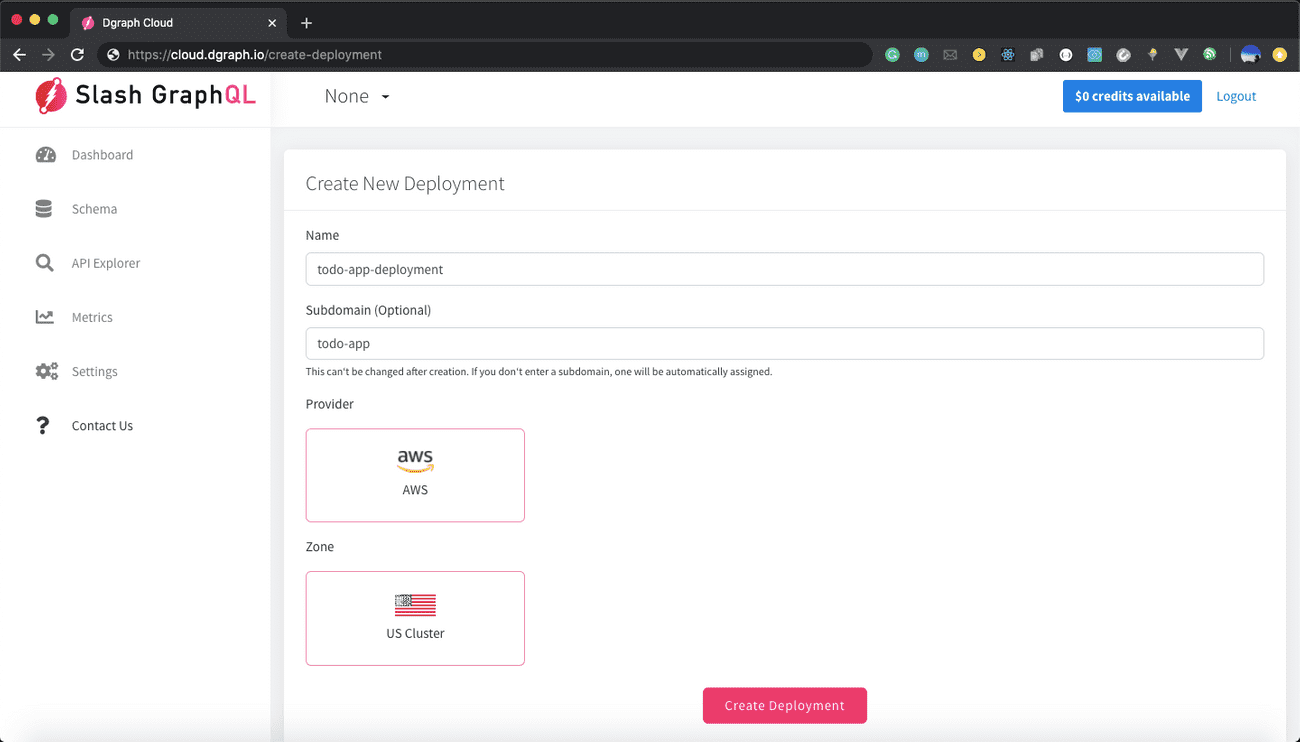 Dgraph Cloud
https://cloud.dgraph.io/create-deployment
Slash GraphQL
None
$0 credits available
Logout
Dashboard
Schema
API Explorer
Metrics
Settings
Contact Us
Create New Deployment
Name
todo-app-deployment
Subdomain (Optional)
todo-app
This can't be changed after creation. If you don't enter a subdomain, one will be automatically assigned.
Provider
aws
AWS
Zone
US Cluster
Create Deployment